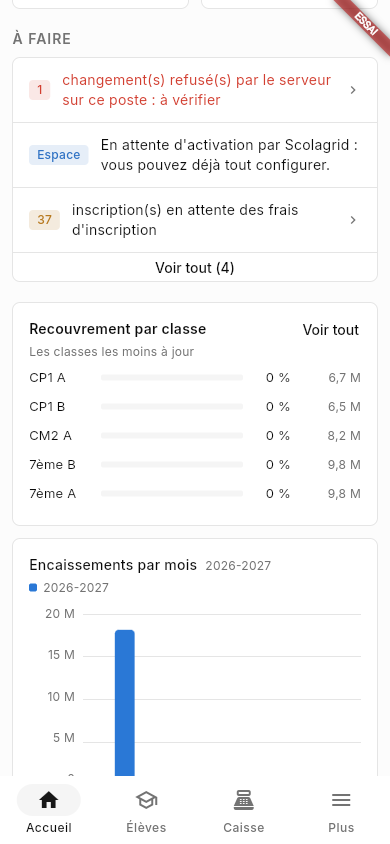 ESSAI
À FAIRE
1
changement(s) refusé(s) par le serveur
sur ce poste : à vérifier
Espace
En attente d'activation par Scolagrid :
vous pouvez déjà tout configurer.
37
inscription(s) en attente des frais
d'inscription
Voir tout (4)
Recouvrement par classe
Voir tout
Les classes les moins à jour
CP1 A 0 % 6,7 M
CP1 B 0 % 6,5 M
CM2 A 0 % 8,2 M
7ème B 0 % 9,8 M
7ème A 0 % 9,8 M
Encaissements par mois 2026-2027
2026-2027
20 M
15 M
10 M
5 M
Accueil Élèves Caisse Plus